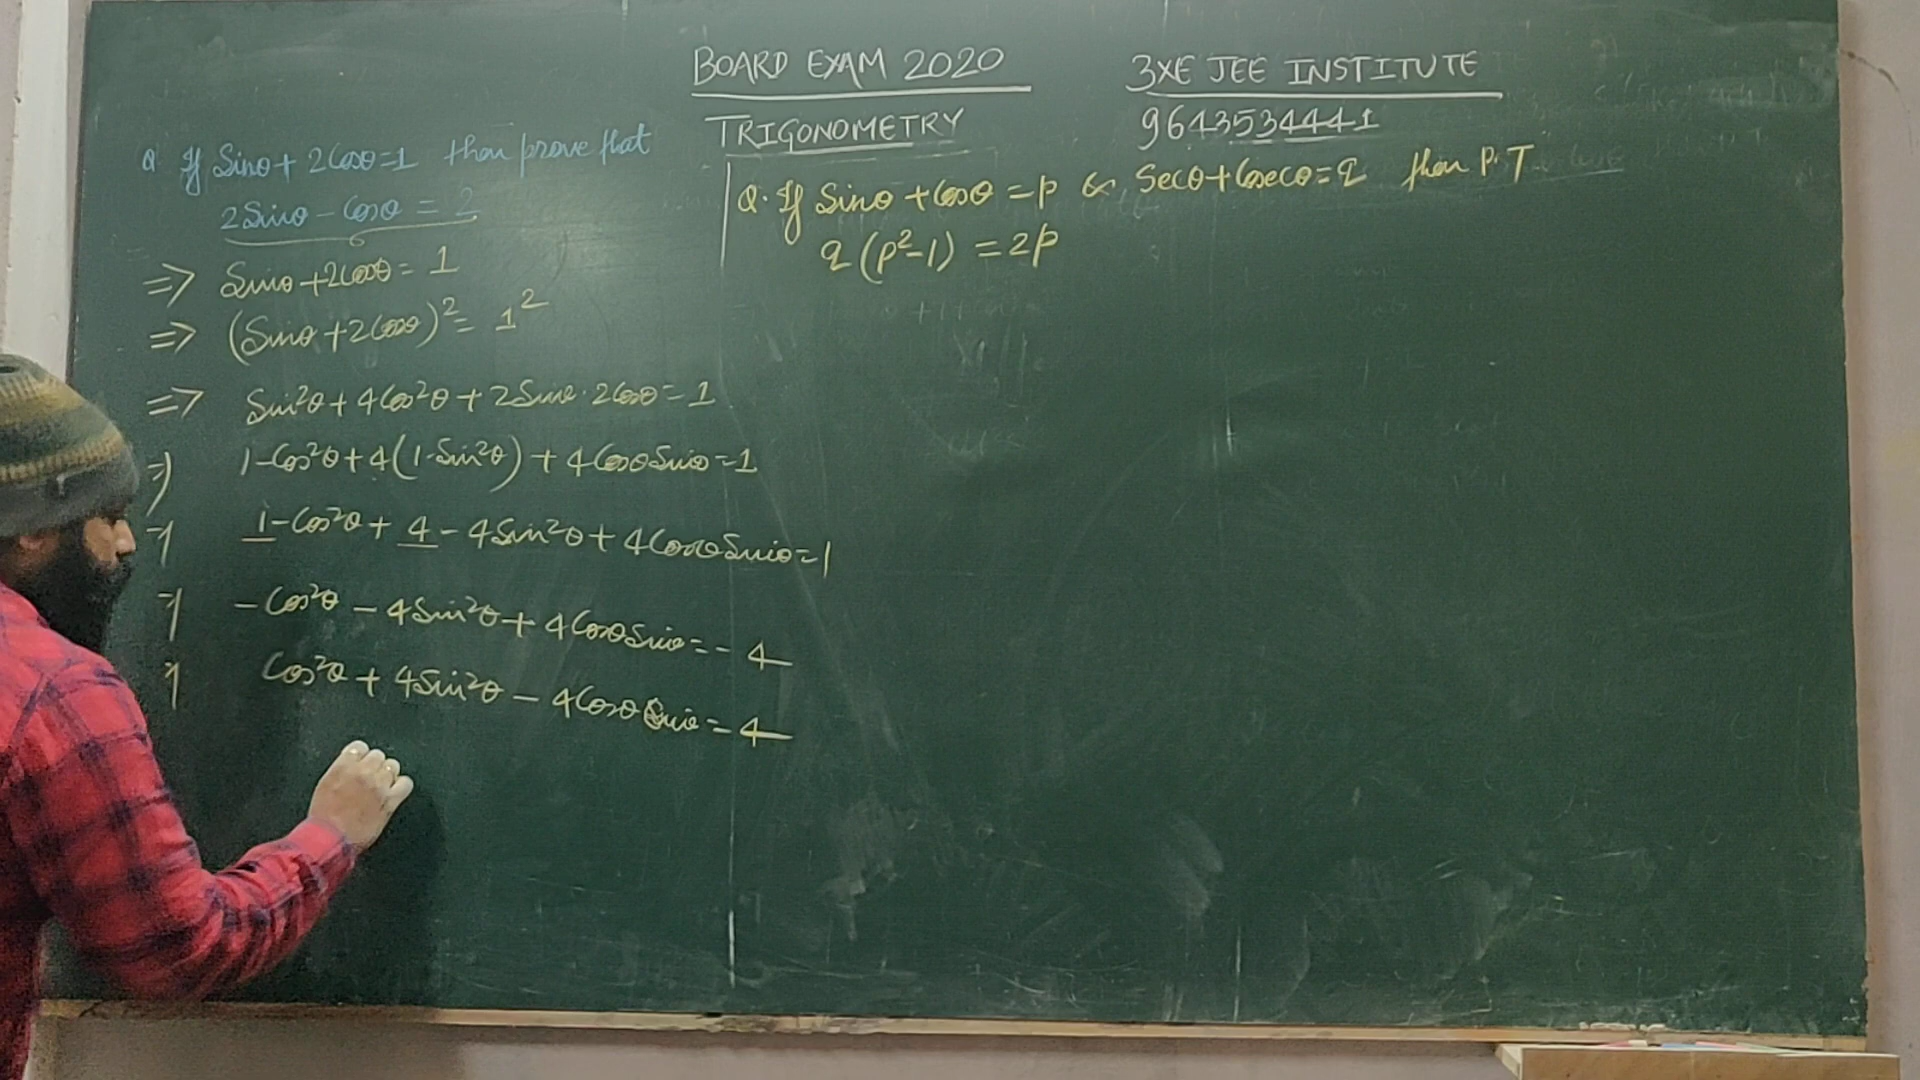 BOARD EXAM 2020
3XE JEE INSTITUTE
TRIGONOMETRY
9643534441
Q If Sinθ + 2Cosθ = 1 then prove that
2Sinθ - Cosθ = 2
=> Sinθ + 2Cosθ = 1
=> (Sinθ + 2Cosθ)² = 1²
=> Sin²θ + 4Cos²θ + 2Sinθ · 2Cosθ = 1
=) 1-Cos²θ + 4(1-Sin²θ) + 4CosθSinθ = 1
1-Cos²θ + 4 - 4Sin²θ + 4CosθSinθ = 1
-Cos²θ - 4Sin²θ + 4CosθSinθ = -4
Cos²θ + 4Sin²θ - 4CosθSinθ = 4
Q. If Sinθ + Cosθ = p & Secθ + Cosecθ = q then P.T
q(p²-1) = 2p